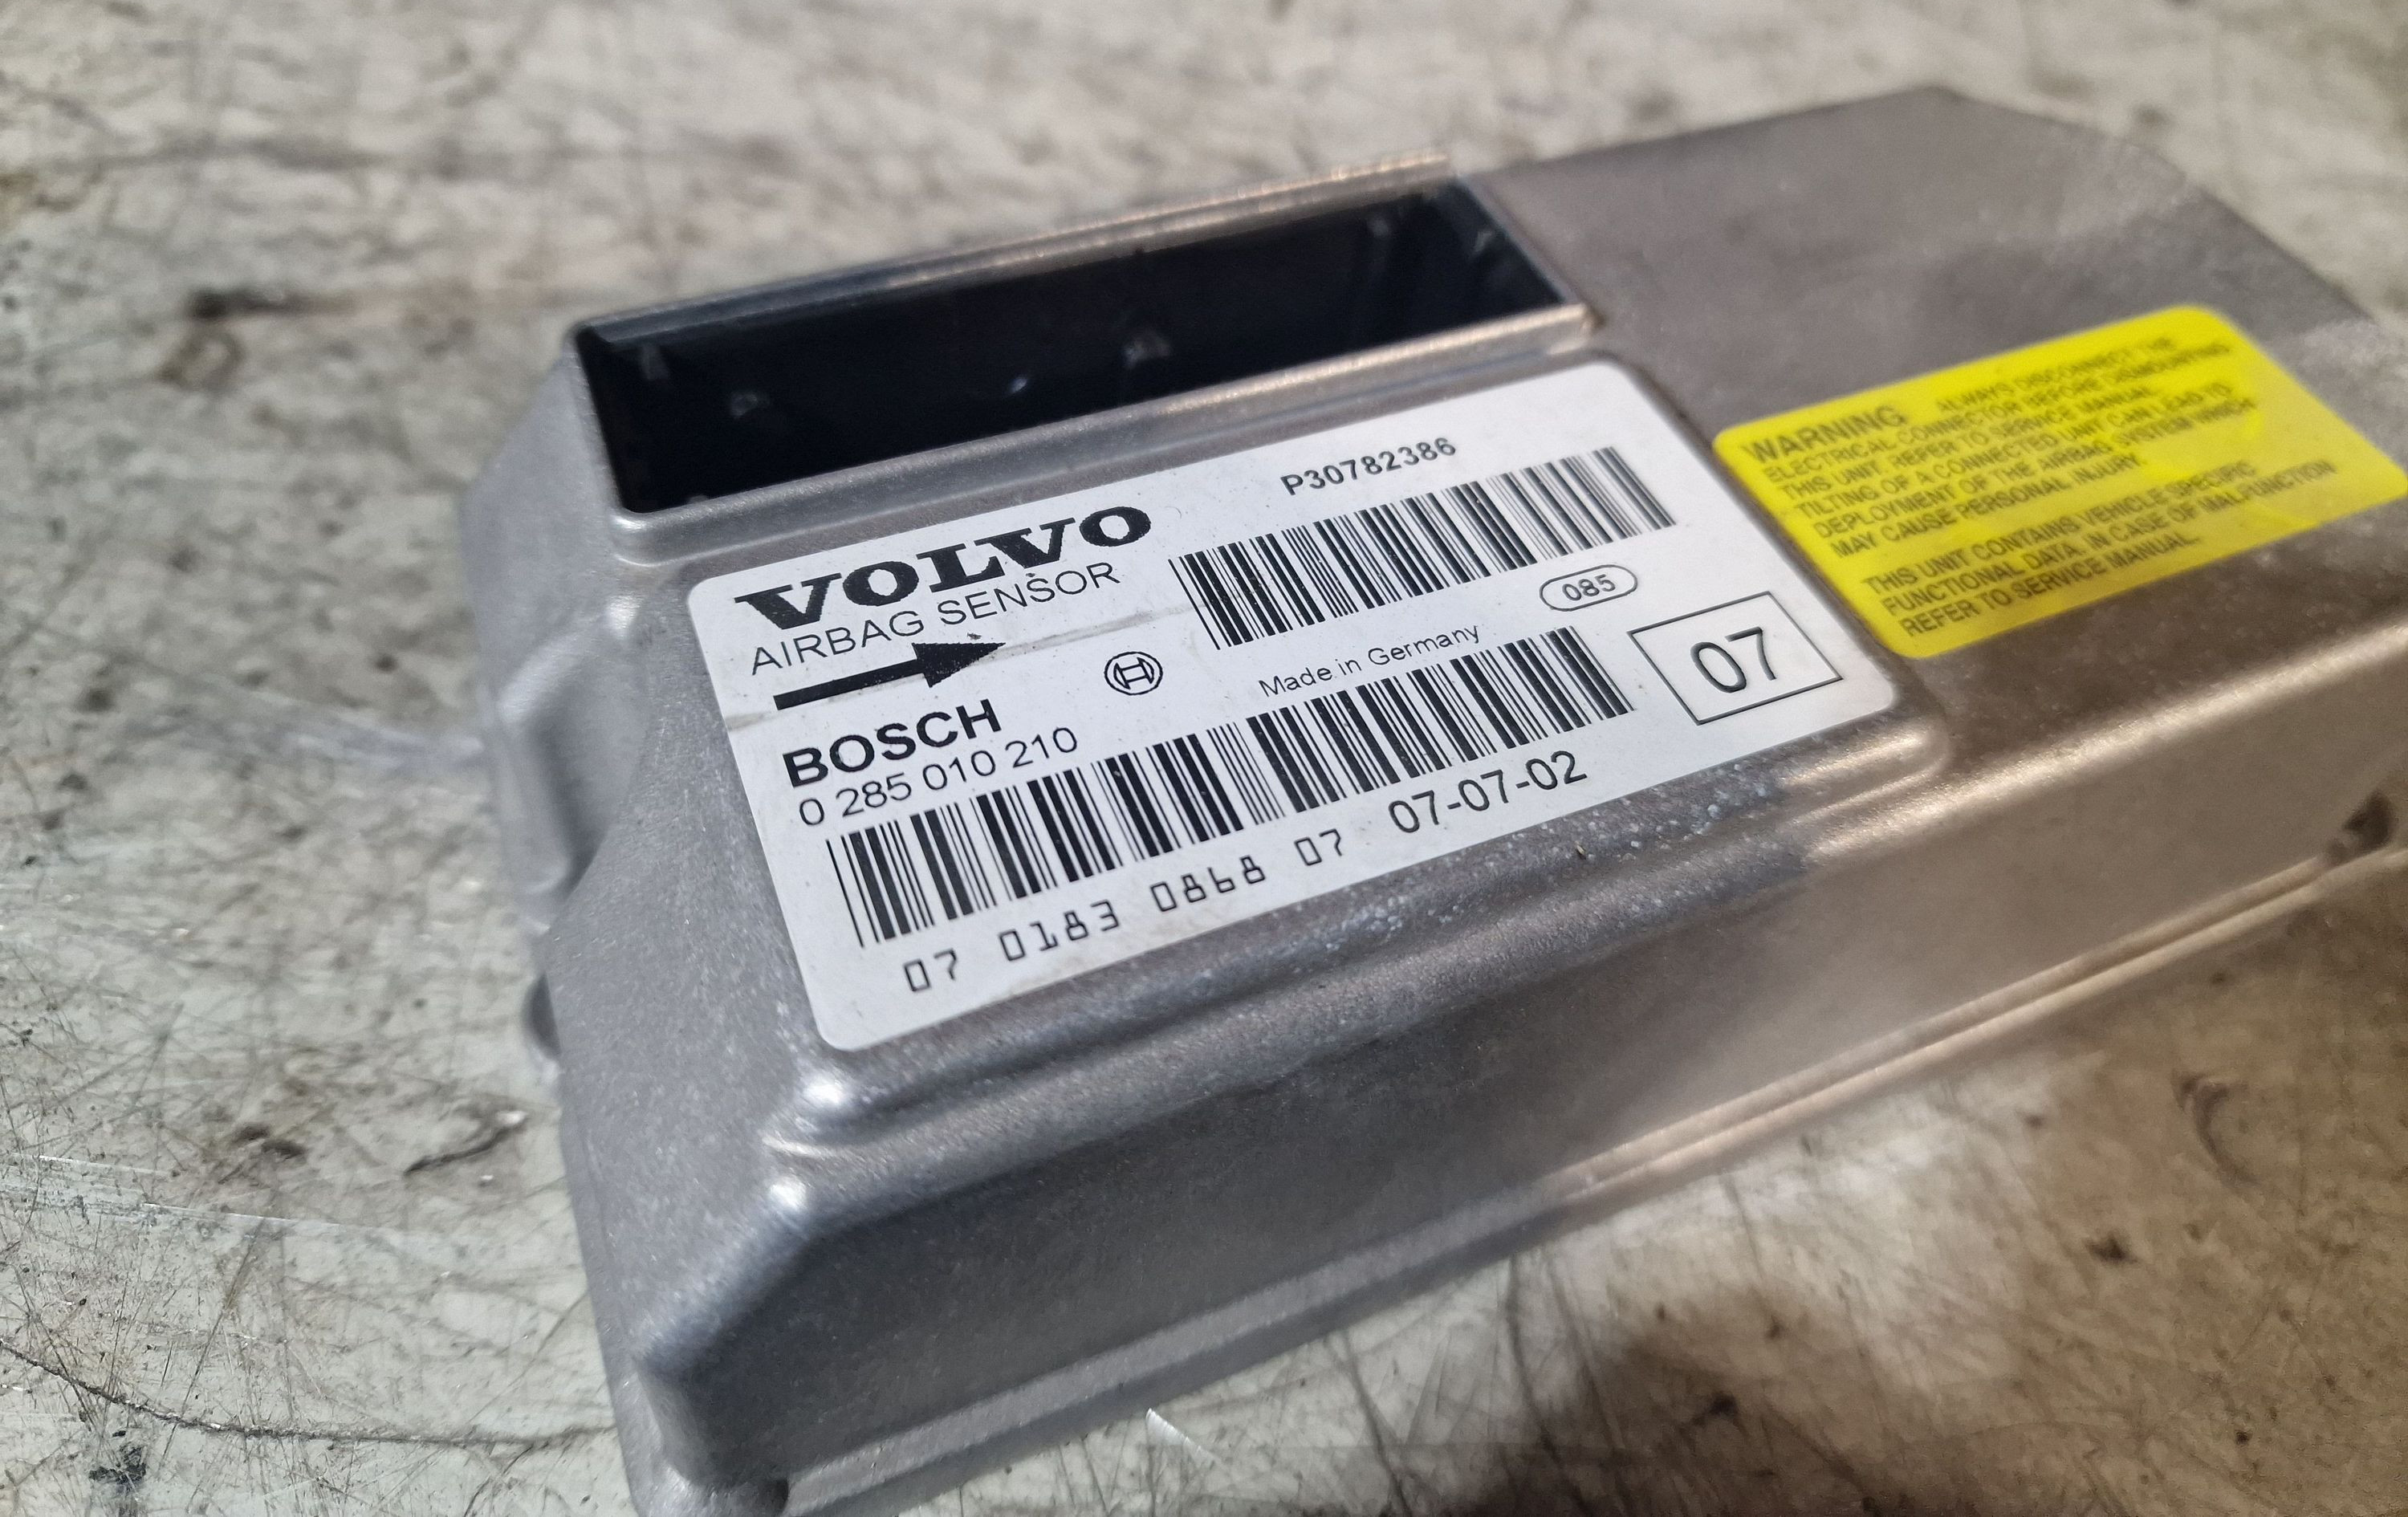 VOLVO
AIRBAG SENSOR
P30782386
085
BOSCH
Made in Germany
07
0 285 010 210
07 0183 0868 07 07-07-02
WARNING ALWAYS DISCONNECT THE
ELECTRICAL CONNECTOR BEFORE DEMOUNTING
THIS UNIT. REFER TO SERVICE MANUAL.
TILTING OF A CONNECTED UNIT CAN LEAD TO
DEPLOYMENT OF THE AIRBAG SYSTEM WHICH
MAY CAUSE PERSONAL INJURY.
THIS UNIT CONTAINS VEHICLE SPECIFIC
FUNCTIONAL DATA. IN CASE OF MALFUNCTION
REFER TO SERVICE MANUAL.